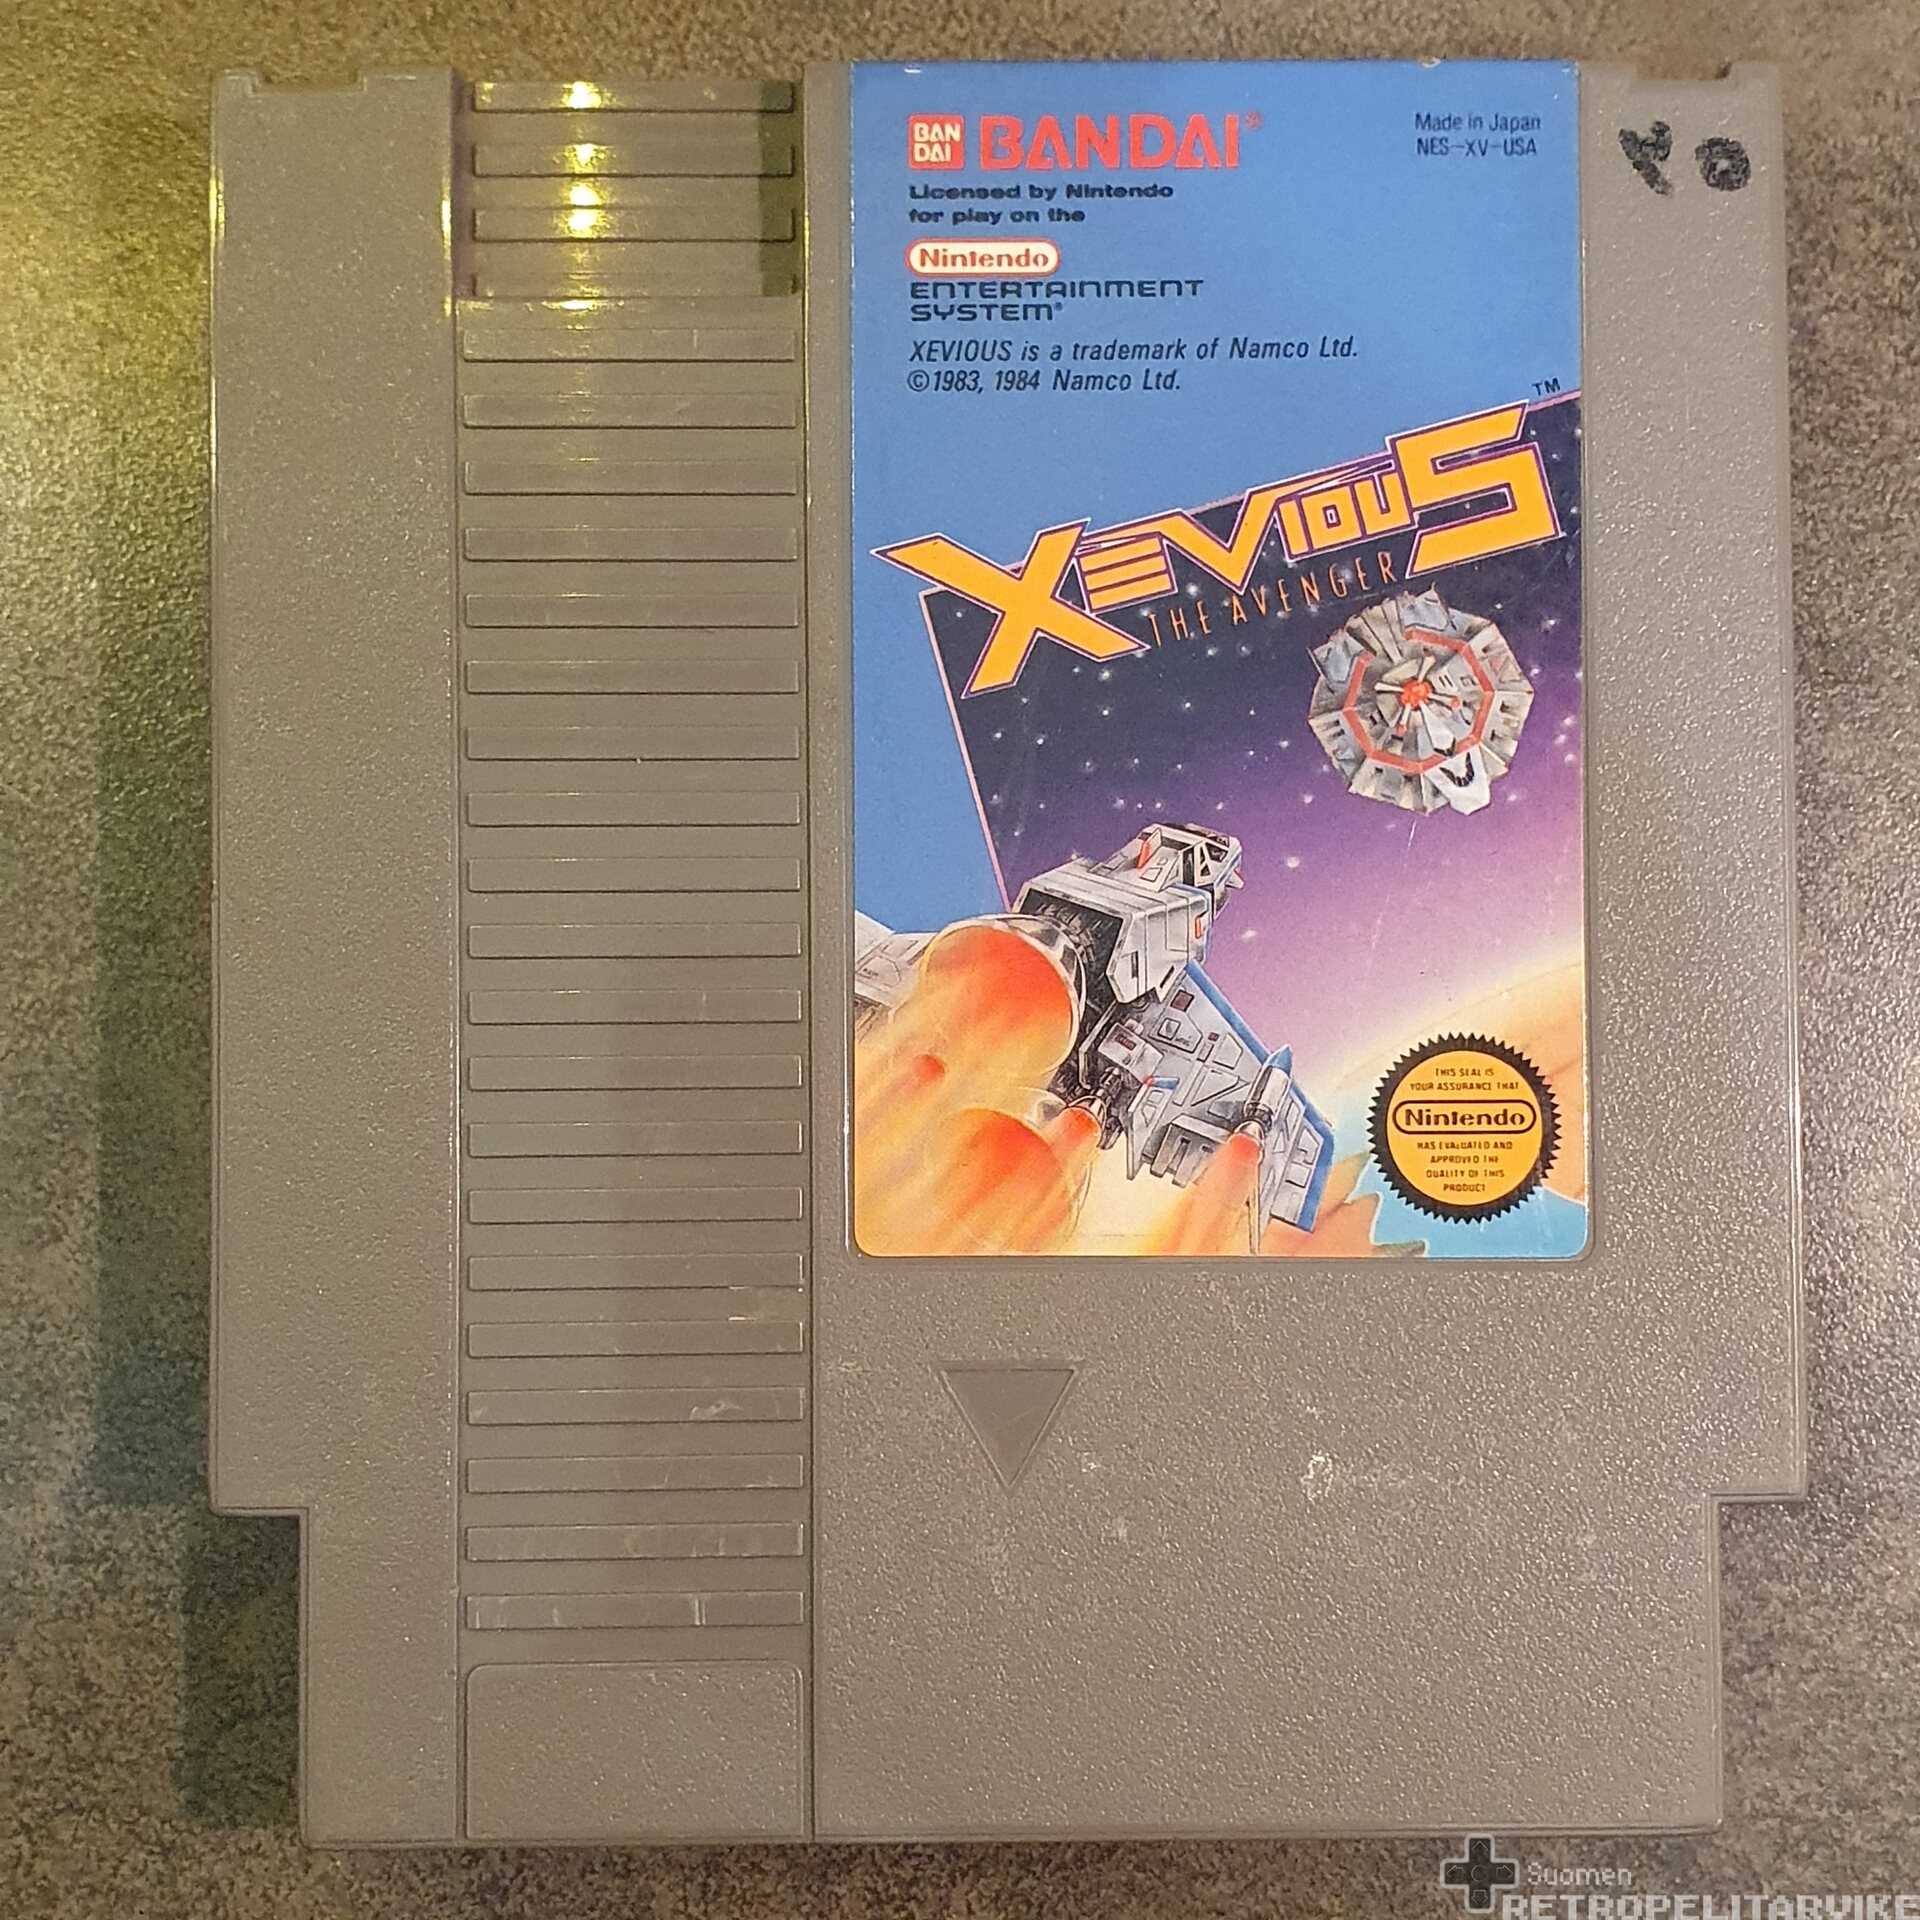 BAN
DAI
BANDAI®
Made in Japan
NES-XV-USA
Licensed by Nintendo
for play on the
Nintendo
ENTERTAINMENT
SYSTEM®
XEVIOUS is a trademark of Namco Ltd.
©1983, 1984 Namco Ltd.
XEVIOUS TM
THE AVENGER
THIS SEAL IS
YOUR ASSURANCE THAT
Nintendo
HAS EVALUATED AND
APPROVED THE
QUALITY OF THIS
PRODUCT
Suomen
RETROPELITARVIKE